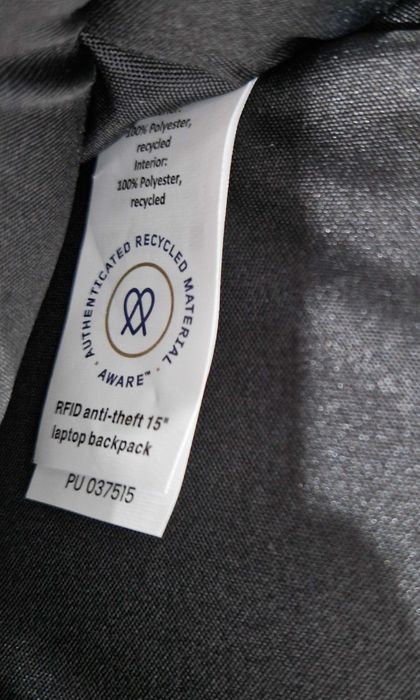 100% Polyester,
recycled
Interior:
100% Polyester,
recycled
AUTHENTICATED RECYCLED MATERIAL
· AWARE™ ·
RFID anti-theft 15"
laptop backpack
PU 037515